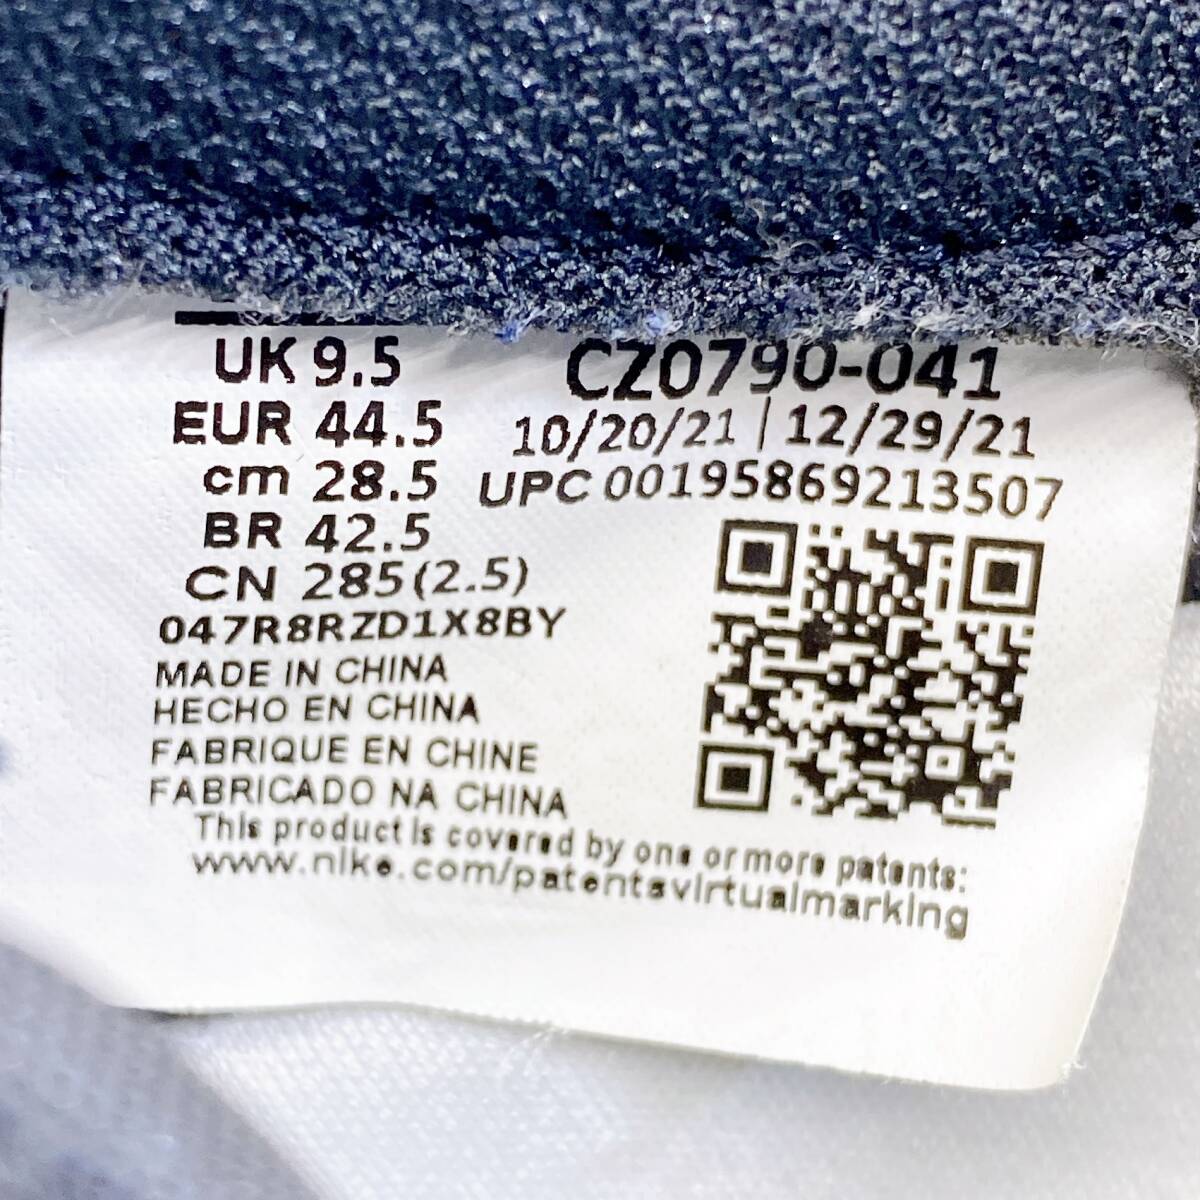 UK 9.5
EUR 44.5
cm 28.5
BR 42.5
CN 285(2.5)
047R8RZD1X8BY
MADE IN CHINA
HECHO EN CHINA
FABRIQUE EN CHINE
FABRICADO NA CHINA
CZ0790-041
10/20/21 | 12/29/21
UPC 00195869213507
This product is covered by one or more patents:
www.nike.com/patentsvirtualmarking